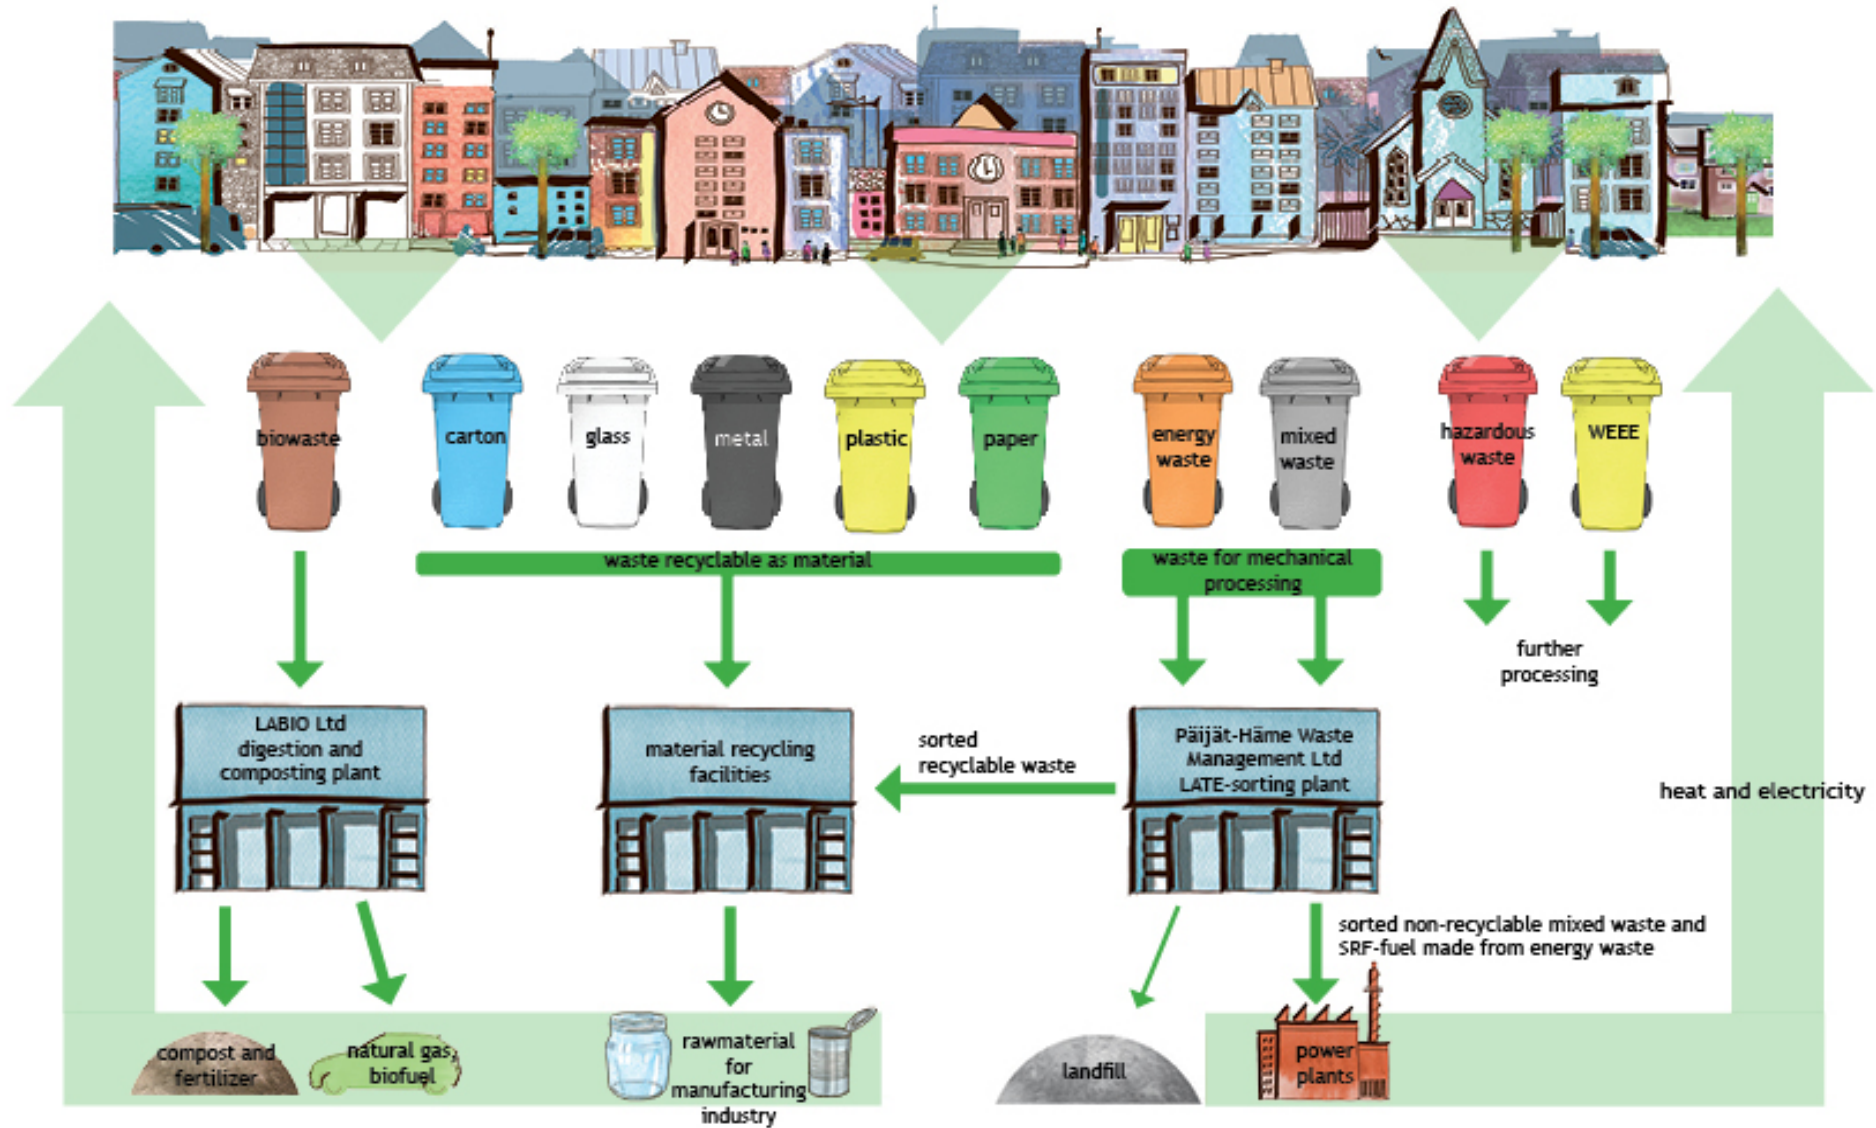 biowaste
carton
glass
metal
plastic
paper
energy
waste
mixed
waste
hazardous
waste
WEEE
waste recyclable as material
waste for mechanical
processing
further
processing
LABIO Ltd
digestion and
composting plant
material recycling
facilities
sorted
recyclable waste
Päijät-Häme Waste
Management Ltd
LATE-sorting plant
heat and electricity
sorted non-recyclable mixed waste and
SRF-fuel made from energy waste
compost and
fertilizer
natural gas,
biofuel
rawmaterial
for
manufacturing
industry
landfill
power
plants